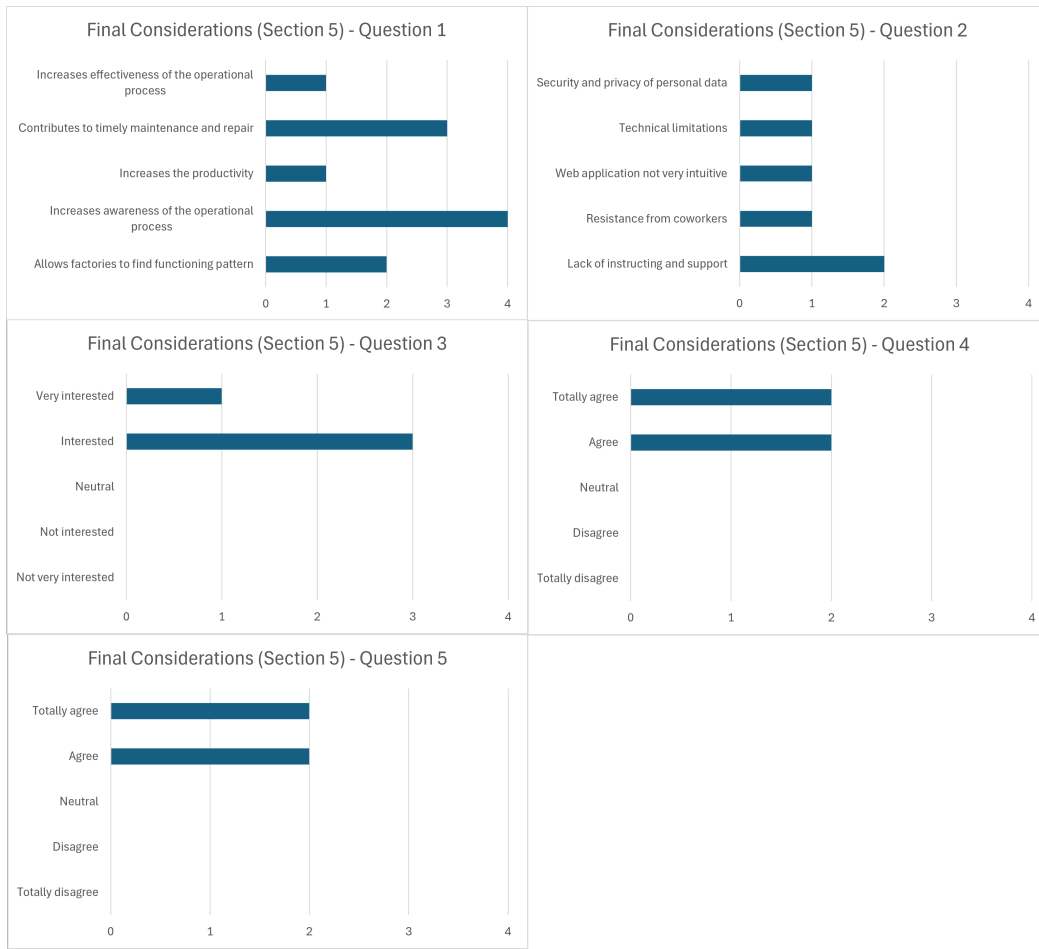 Final Considerations (Section 5) - Question 1
Increases effectiveness of the operational
process
Contributes to timely maintenance and repair
Increases the productivity
Increases awareness of the operational
process
Allows factories to find functioning pattern
0 1 2 3 4
Final Considerations (Section 5) - Question 2
Security and privacy of personal data
Technical limitations
Web application not very intuitive
Resistance from coworkers
Lack of instructing and support
0 1 2 3 4
Final Considerations (Section 5) - Question 3
Very interested
Interested
Neutral
Not interested
Not very interested
0 1 2 3 4
Final Considerations (Section 5) - Question 4
Totally agree
Agree
Neutral
Disagree
Totally disagree
0 1 2 3 4
Final Considerations (Section 5) - Question 5
Totally agree
Agree
Neutral
Disagree
Totally disagree
0 1 2 3 4